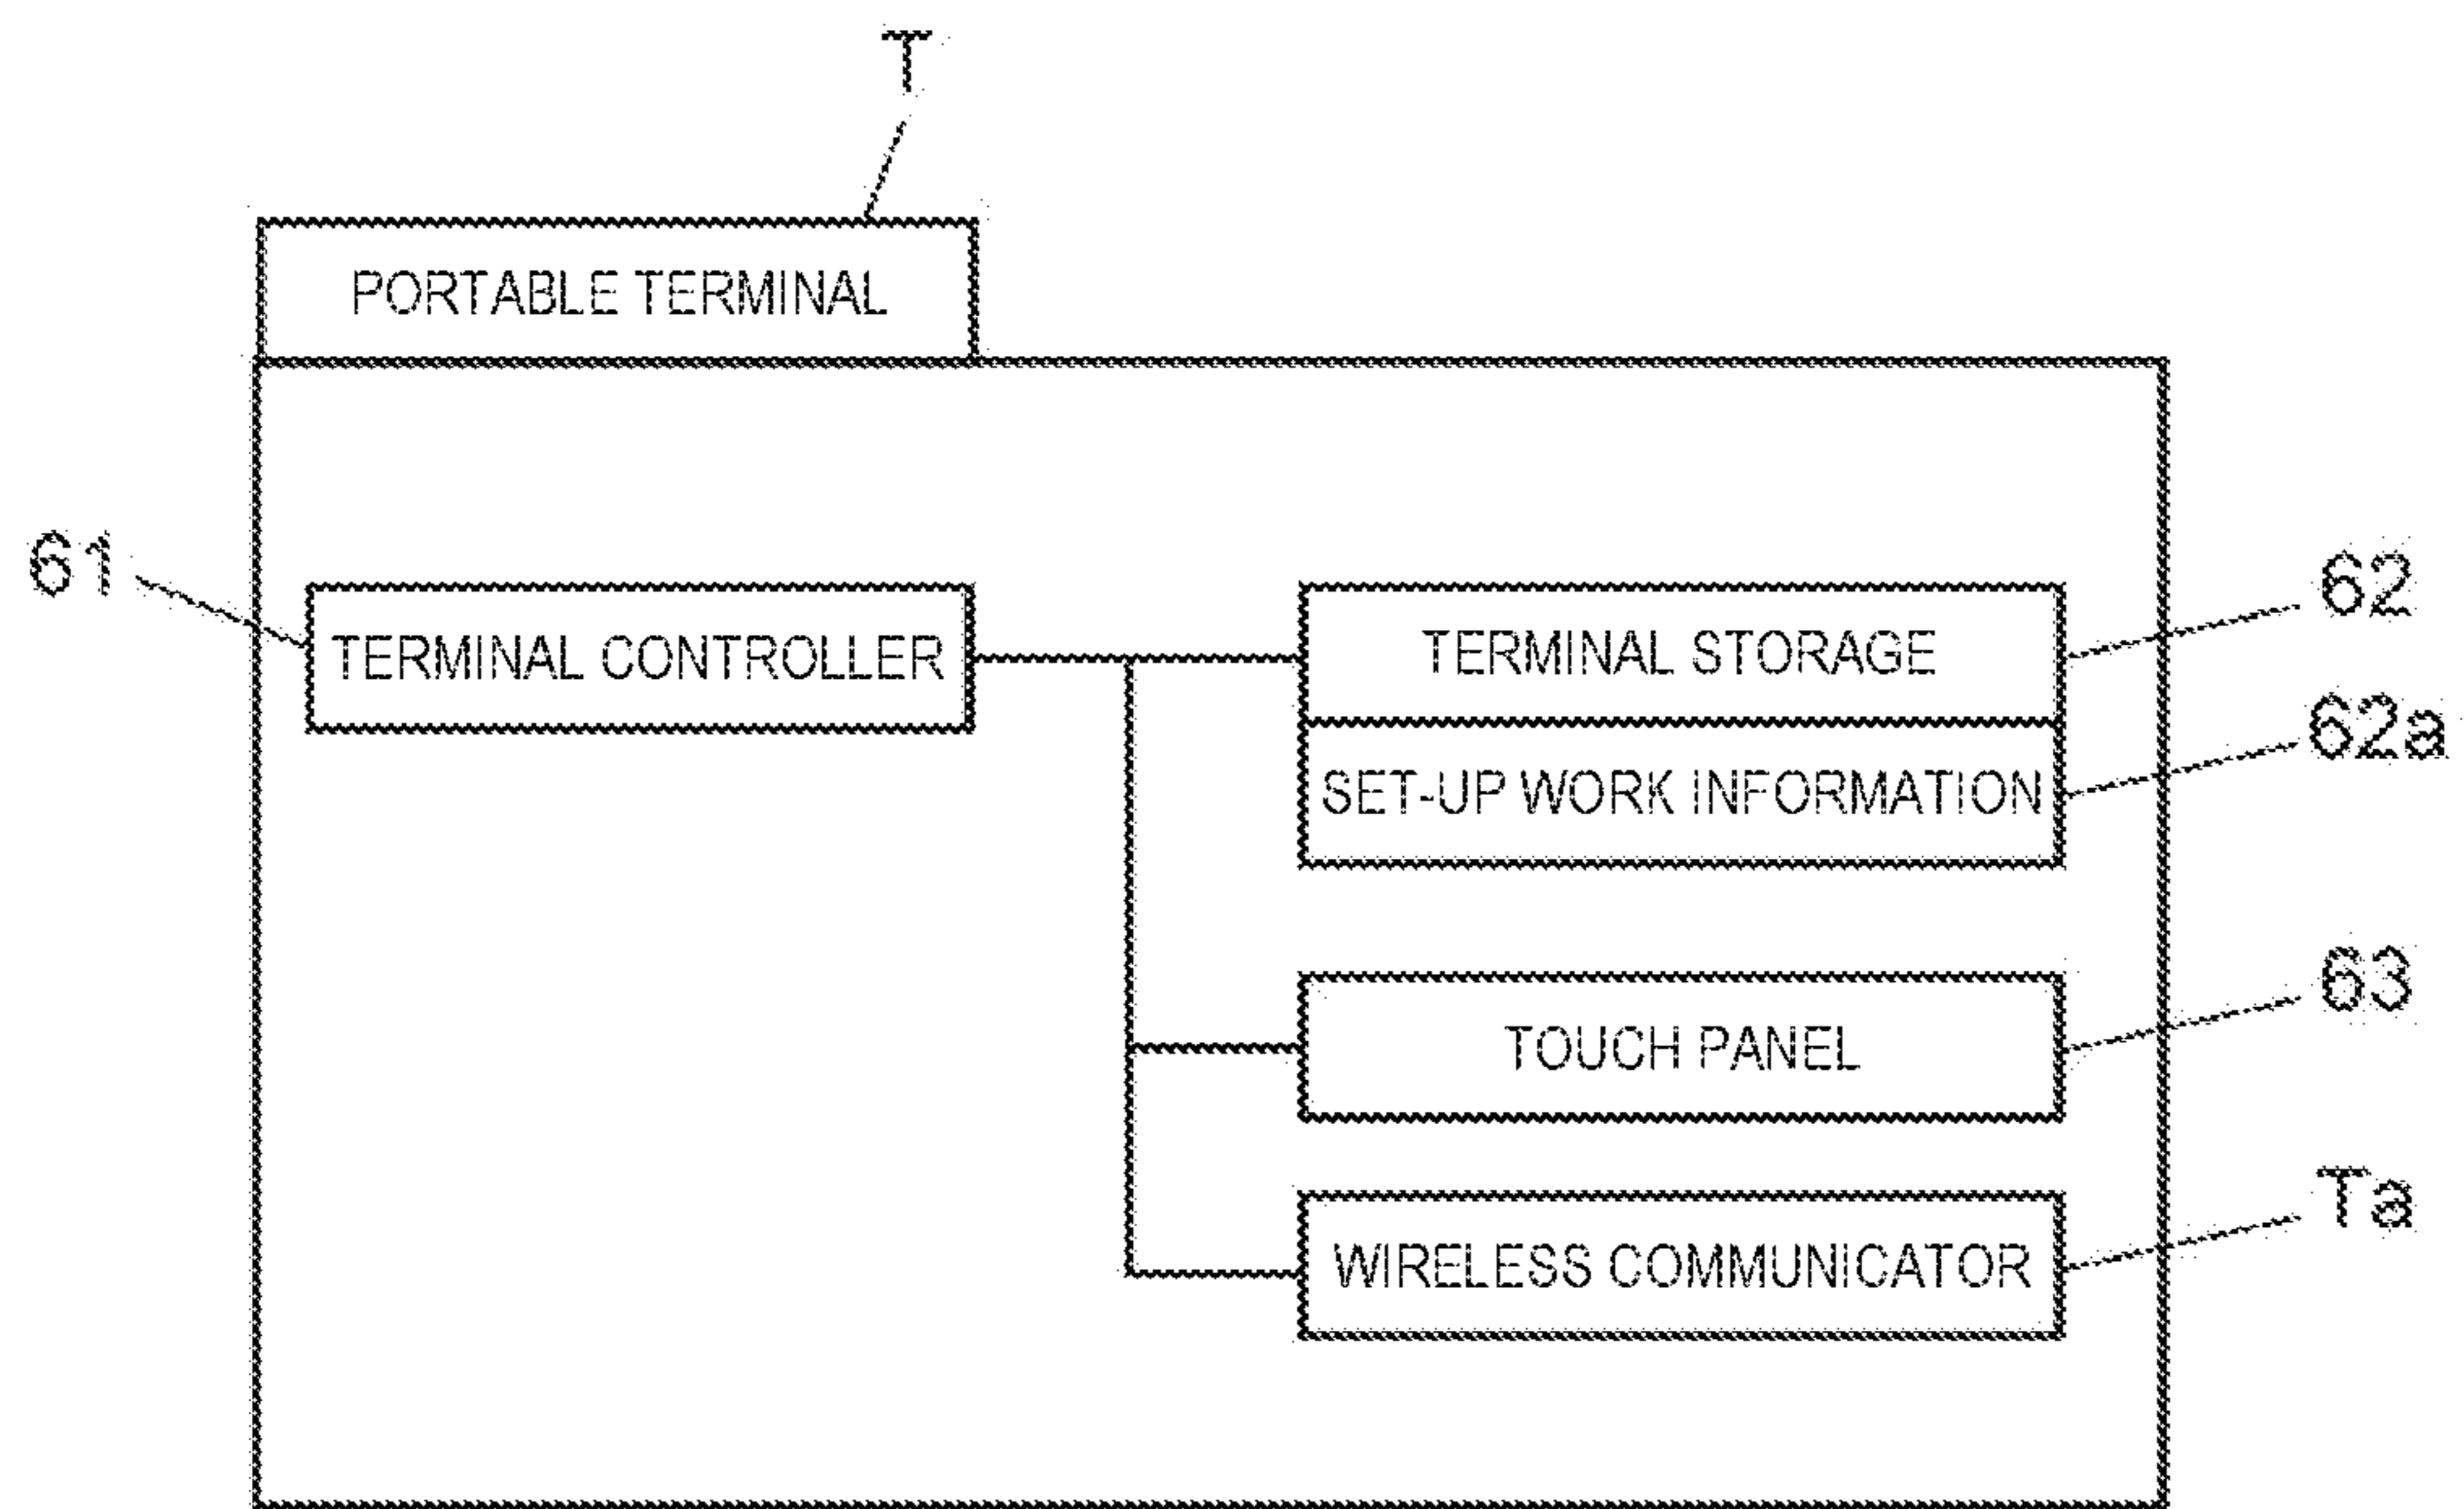 T
PORTABLE TERMINAL
61
TERMINAL CONTROLLER
TERMINAL STORAGE
62
SET-UP WORK INFORMATION
62a
TOUCH PANEL
63
WIRELESS COMMUNICATOR
Ta